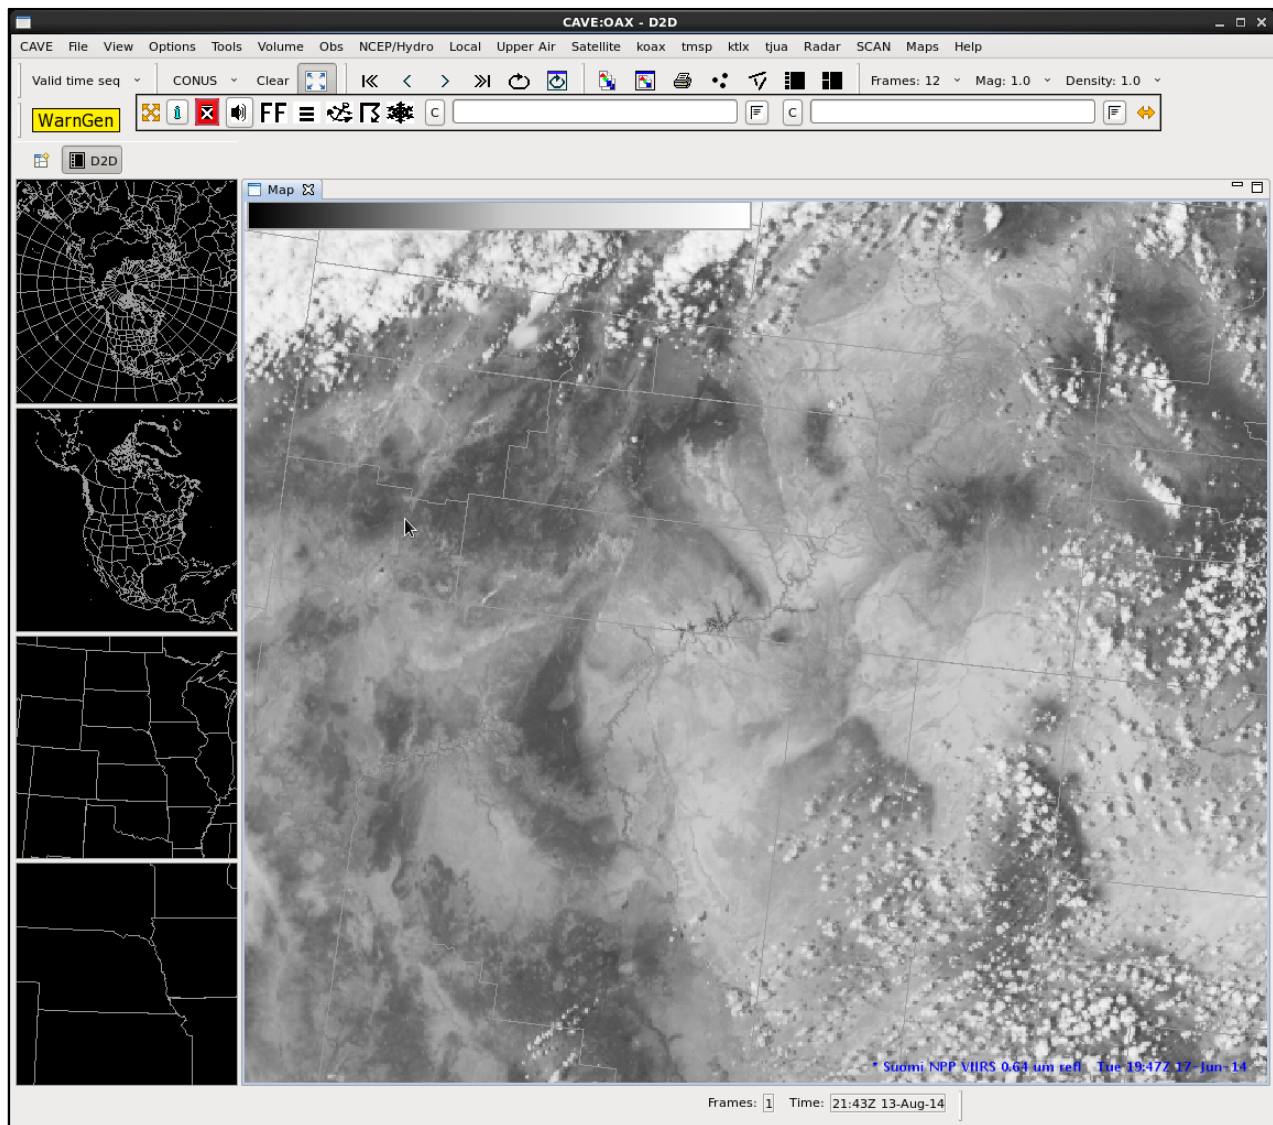 CAVE:OAX - D2D
CAVE File View Options Tools Volume Obs NCEP/Hydro Local Upper Air Satellite koax tmsp ktlx tjua Radar SCAN Maps Help
Valid time seq CONUS Clear Frames: 12 Mag: 1.0 Density: 1.0
WarnGen FF C C
D2D
Map
* Suomi NPP VIIRS 0.64 um refl Tue 19:47Z 17-Jun-14
Frames: 1 Time: 21:43Z 13-Aug-14